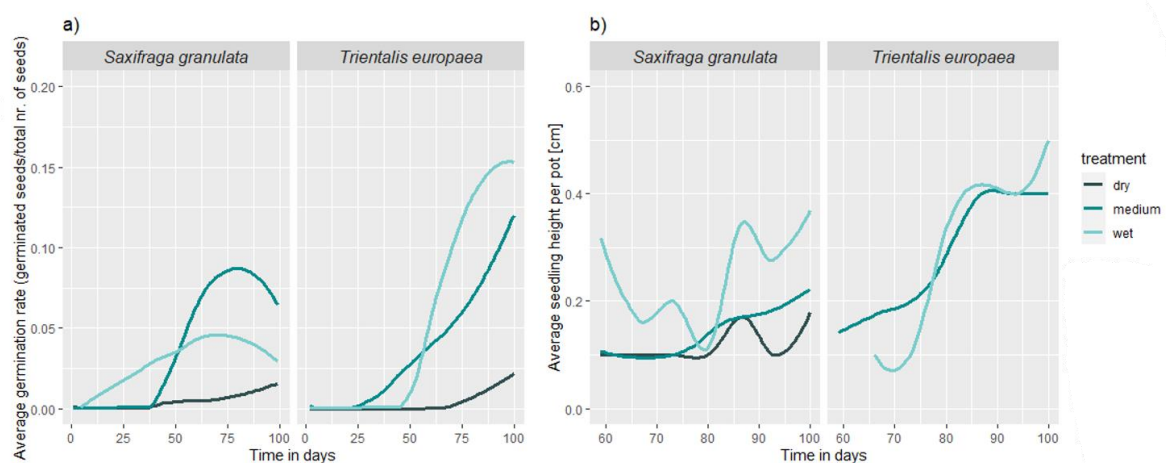 a)
Saxifraga granulata Trientalis europaea
Average germination rate (germinated seeds/total nr. of seeds)
0.20
0.15
0.10
0.05
0.00
0 25 50 75 100 0 25 50 75 100
Time in days
b)
Saxifraga granulata Trientalis europaea
Average seedling height per pot [cm]
0.6
0.4
0.2
0.0
60 70 80 90 100 60 70 80 90 100
Time in days
treatment
dry
medium
wet